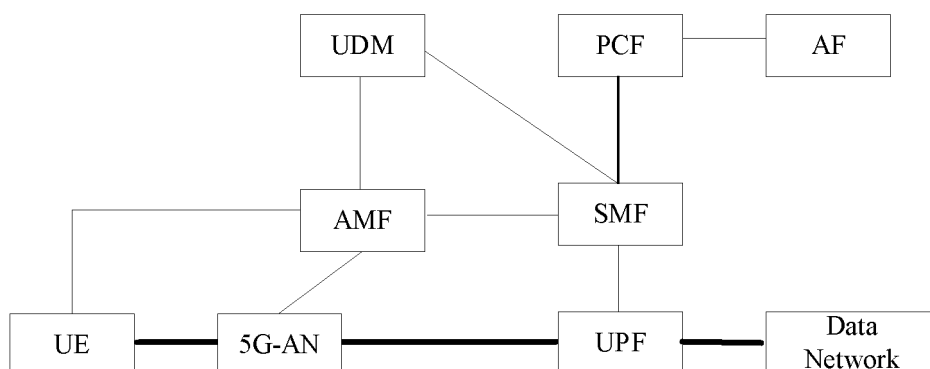 UDM
PCF
AF
AMF
SMF
UE
5G-AN
UPF
Data
Network